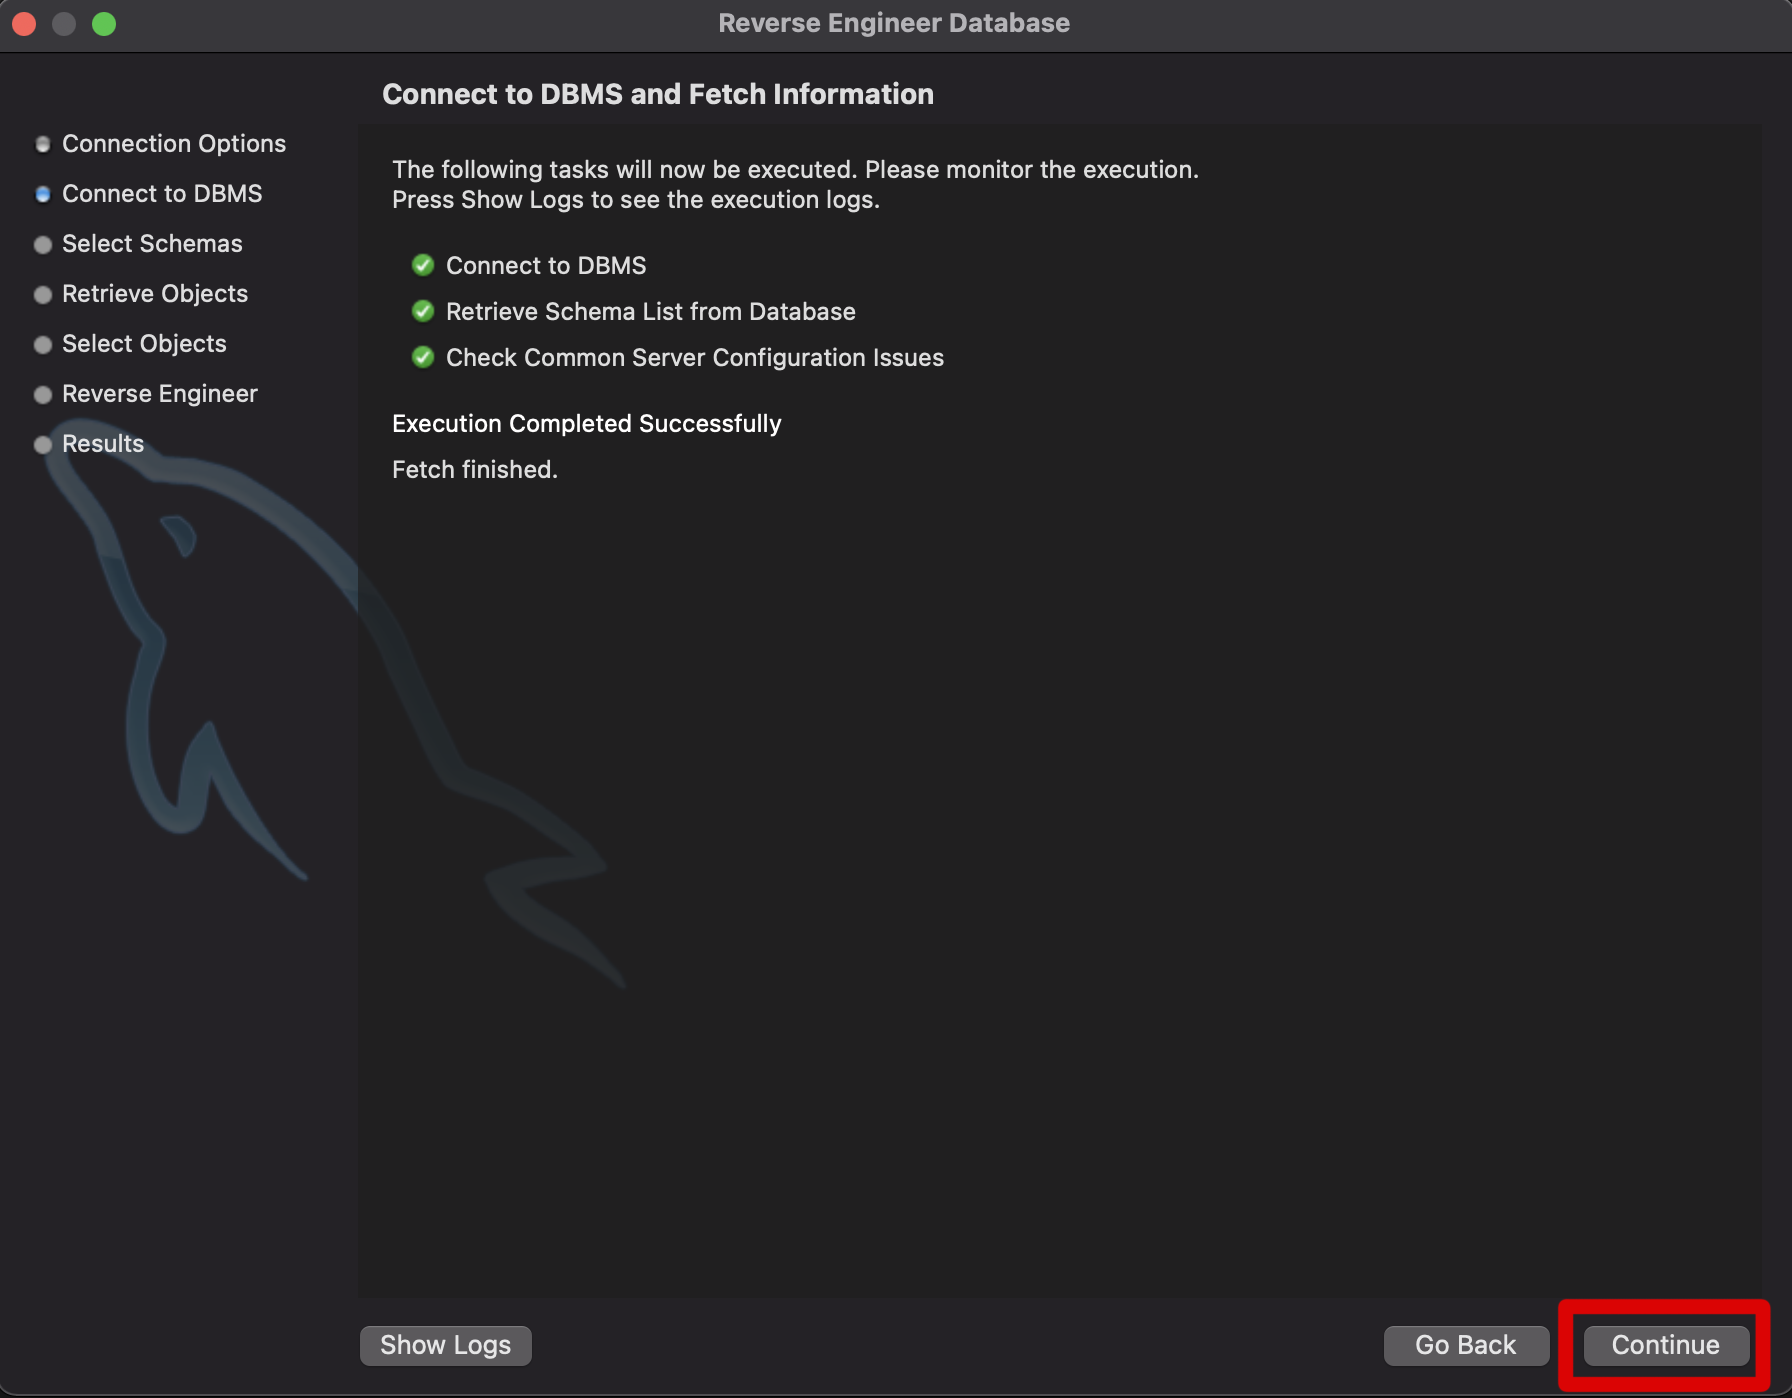 Reverse Engineer Database
Connect to DBMS and Fetch Information
Connection Options
Connect to DBMS
Select Schemas
Retrieve Objects
Select Objects
Reverse Engineer
Results
The following tasks will now be executed. Please monitor the execution.
Press Show Logs to see the execution logs.
Connect to DBMS
Retrieve Schema List from Database
Check Common Server Configuration Issues
Execution Completed Successfully
Fetch finished.
Show Logs
Go Back
Continue